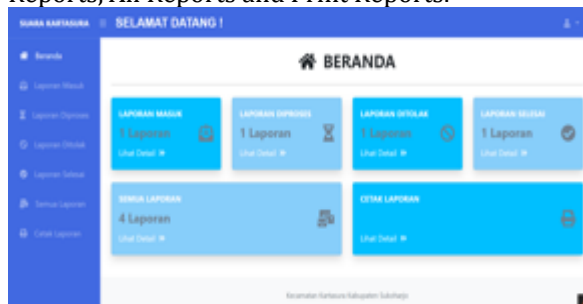 Reports, All Reports and Print Reports.
SUARA KARTASURA
SELAMAT DATANG !
Beranda
Laporan Masuk
Laporan Diproses
Laporan Ditolak
Laporan Selesai
Semua Laporan
Cetak Laporan
BERANDA
LAPORAN MASUK
1 Laporan
Lihat Detail
LAPORAN DIPROSES
1 Laporan
Lihat Detail
LAPORAN DITOLAK
1 Laporan
Lihat Detail
LAPORAN SELESAI
1 Laporan
Lihat Detail
SEMUA LAPORAN
4 Laporan
Lihat Detail
CETAK LAPORAN
Lihat Detail
Kecamatan Kartasura Kabupaten Sukoharjo